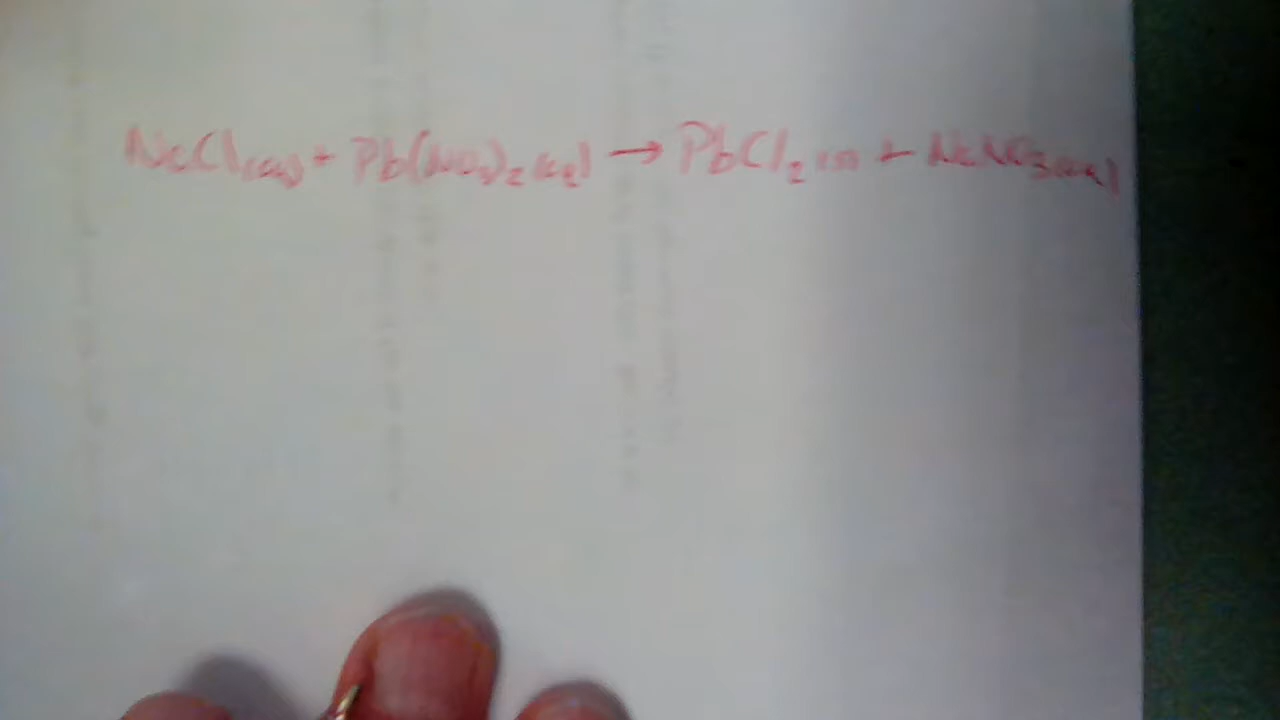 NaCl(aq) + Pb(NO3)2(aq) → PbCl2(s) + NaNO3(aq)